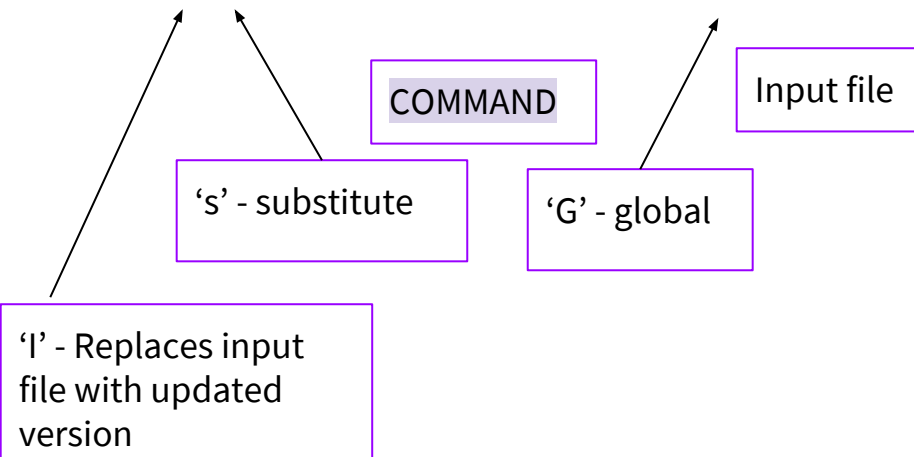 COMMAND
Input file
‘s’ - substitute
‘G’ - global
‘I’ - Replaces input
file with updated
version